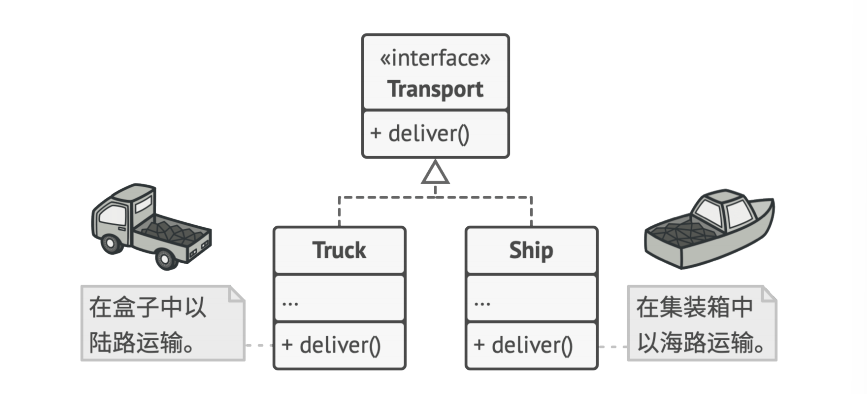 «interface»
Transport
+ deliver()
Truck
...
+ deliver()
Ship
...
+ deliver()
在盒子中以
陆路运输。
在集装箱中
以海路运输。